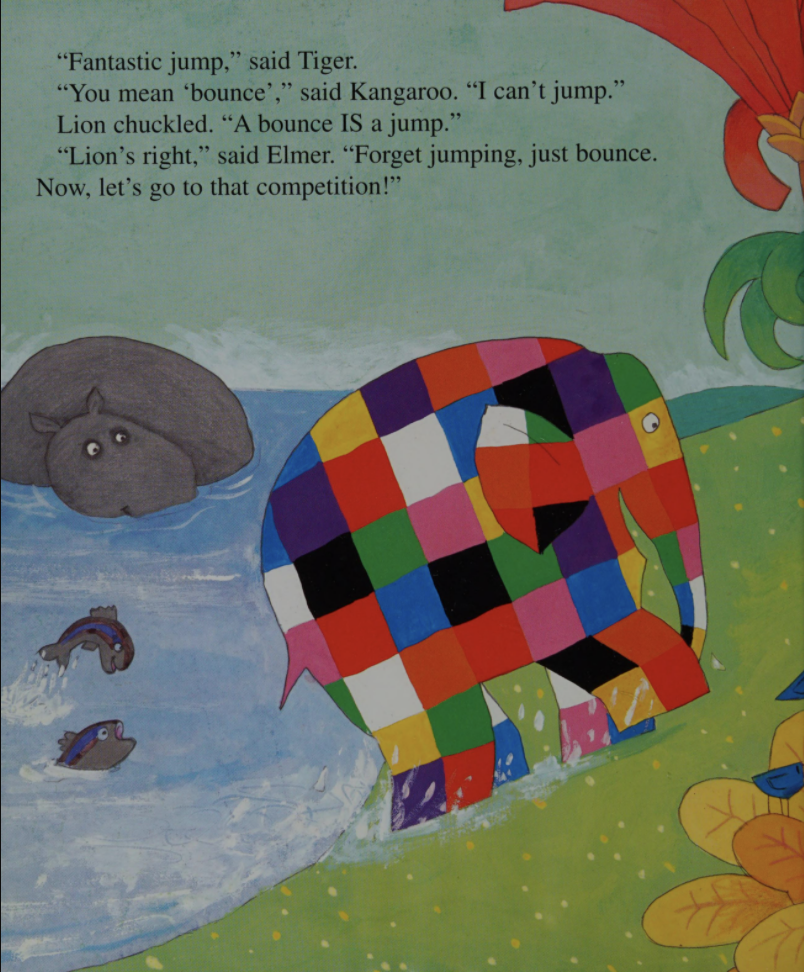 “Fantastic jump,” said Tiger.
“You mean ‘bounce’,” said Kangaroo. “I can’t jump.”
Lion chuckled. “A bounce IS a jump.”
“Lion’s right,” said Elmer. “Forget jumping, just bounce.
Now, let’s go to that competition!”